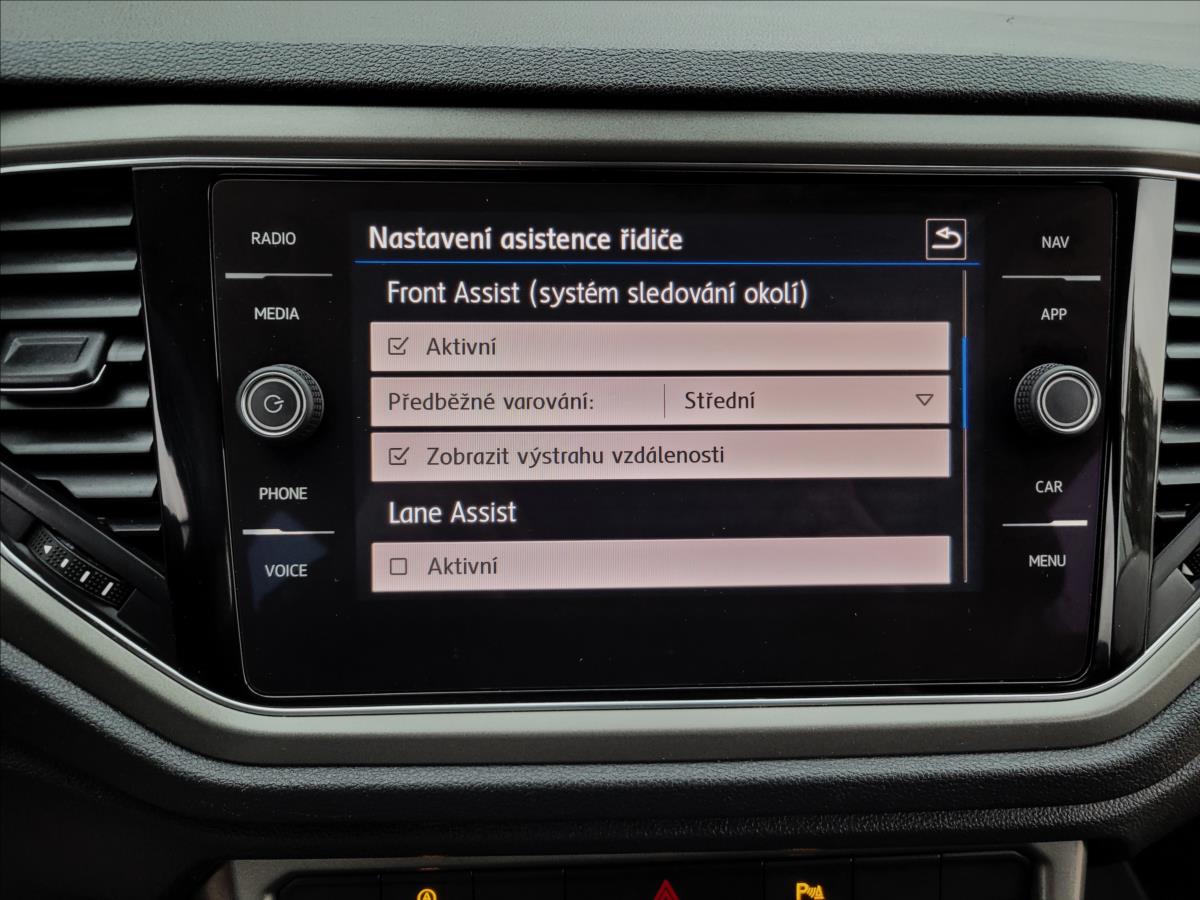 RADIO
MEDIA
PHONE
VOICE
Nastavení asistence řidiče
Front Assist (systém sledování okolí)
Aktivní
Předběžné varování: Střední
Zobrazit výstrahu vzdálenosti
Lane Assist
Aktivní
NAV
APP
CAR
MENU
A
P